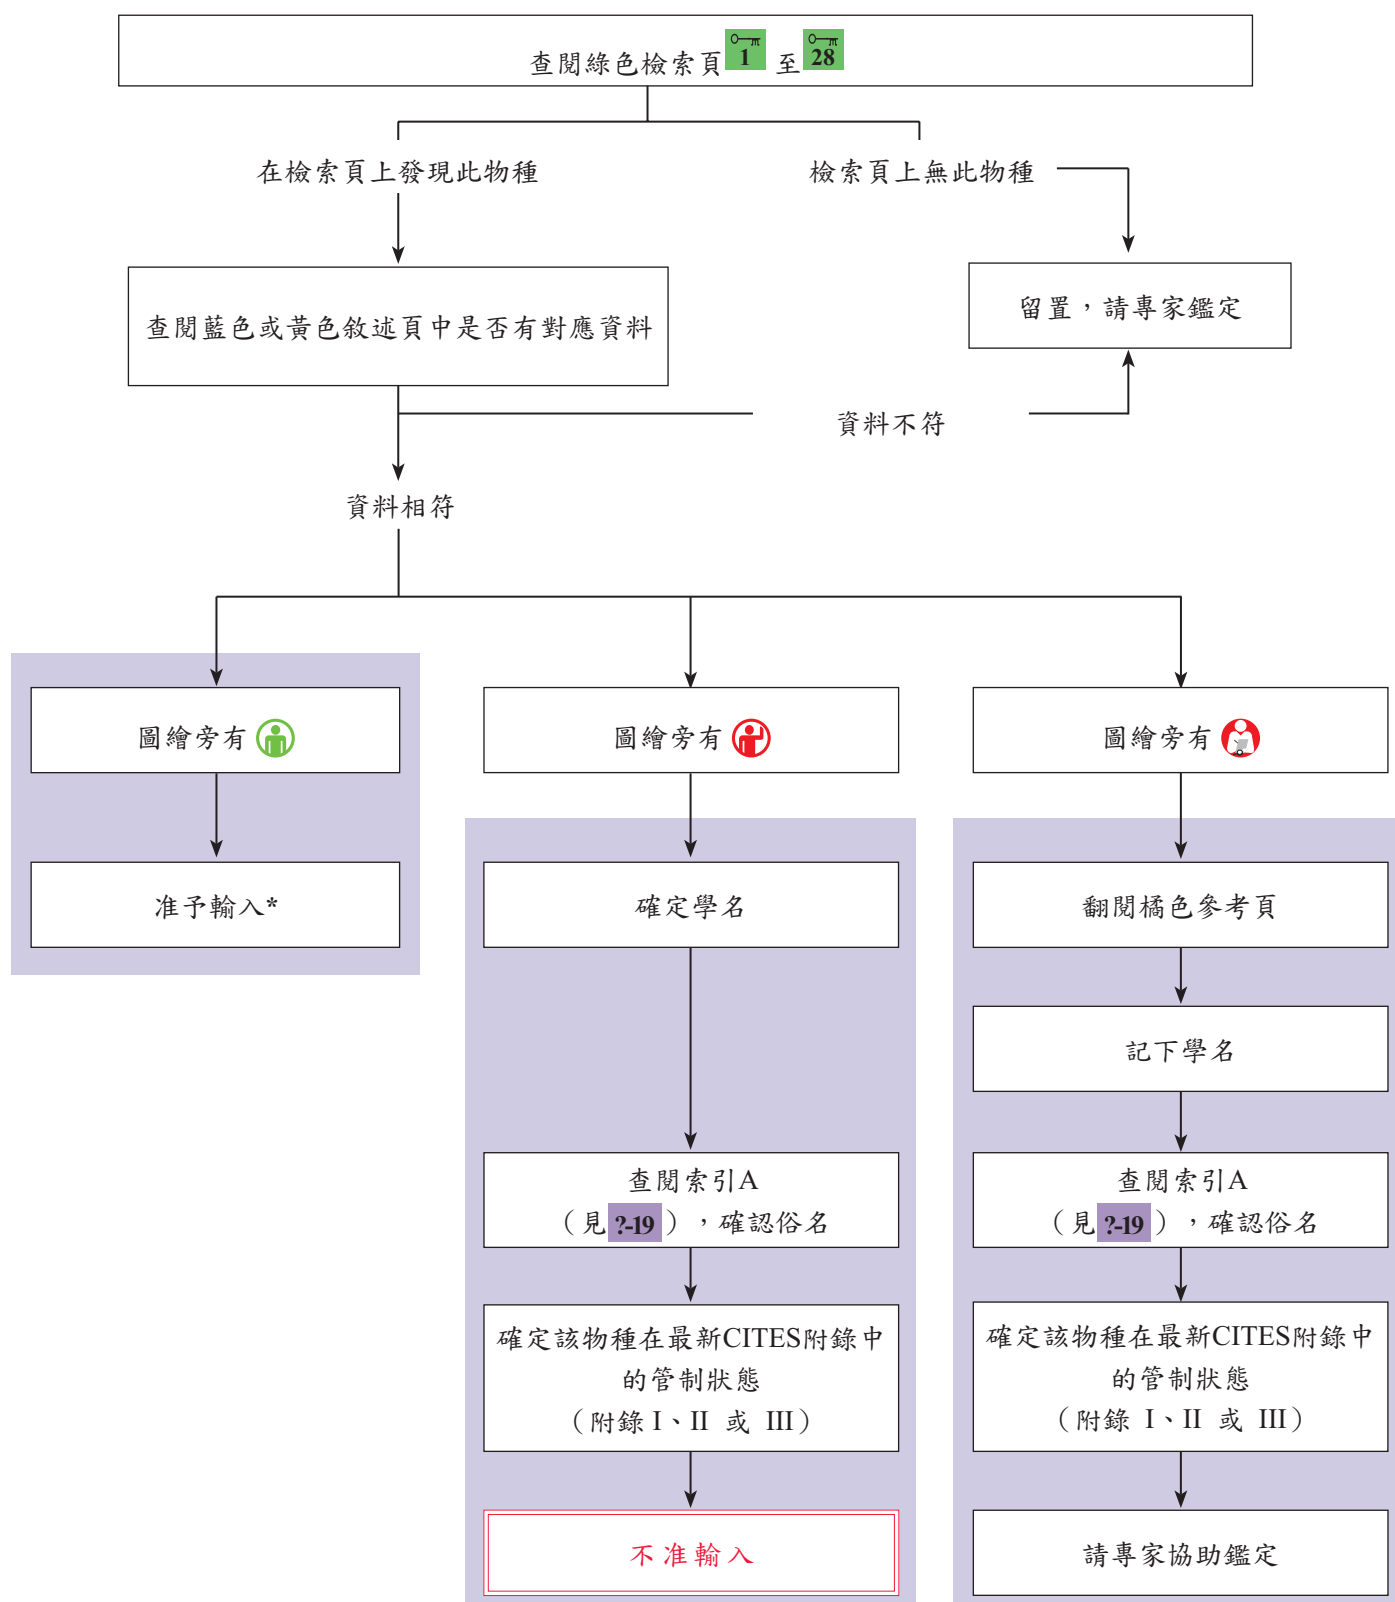 查閱綠色檢索頁 1 至 28
在檢索頁上發現此物種
檢索頁上無此物種
查閱藍色或黃色敘述頁中是否有對應資料
留置，請專家鑑定
資料不符
資料相符
圖繪旁有
圖繪旁有
圖繪旁有
准予輸入*
確定學名
翻閱橘色參考頁
記下學名
查閱索引A
（見 ?-19 ），確認俗名
查閱索引A
（見 ?-19 ），確認俗名
確定該物種在最新CITES附錄中
的管制狀態
（附錄 I、II 或 III）
確定該物種在最新CITES附錄中
的管制狀態
（附錄 I、II 或 III）
不准輸入
請專家協助鑑定